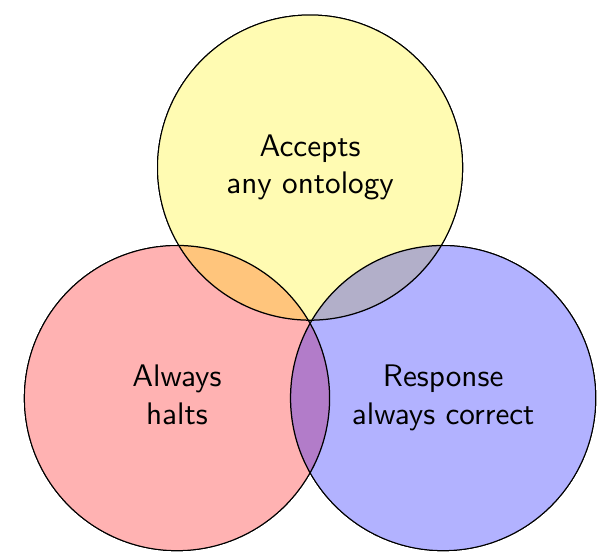 Accepts
any ontology
Always
halts
Response
always correct